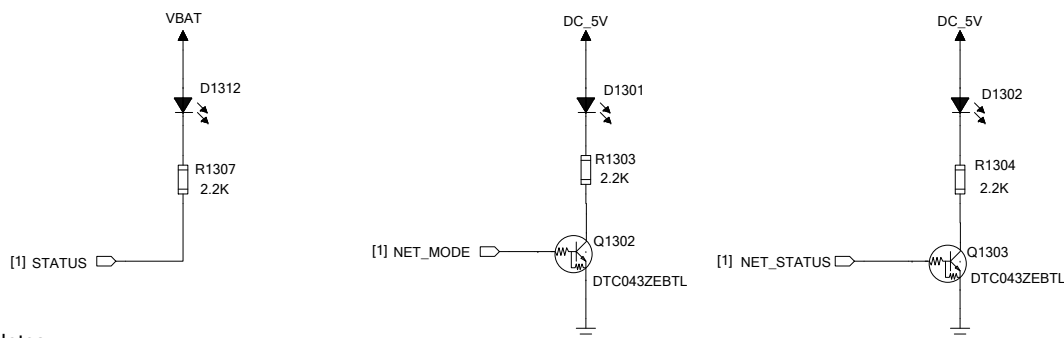 VBAT
D1312
R1307
2.2K
[1] STATUS
DC_5V
D1301
R1303
2.2K
[1] NET_MODE
Q1302
DTC043ZEBTL
DC_5V
D1302
R1304
2.2K
[1] NET_STATUS
Q1303
DTC043ZEBTL